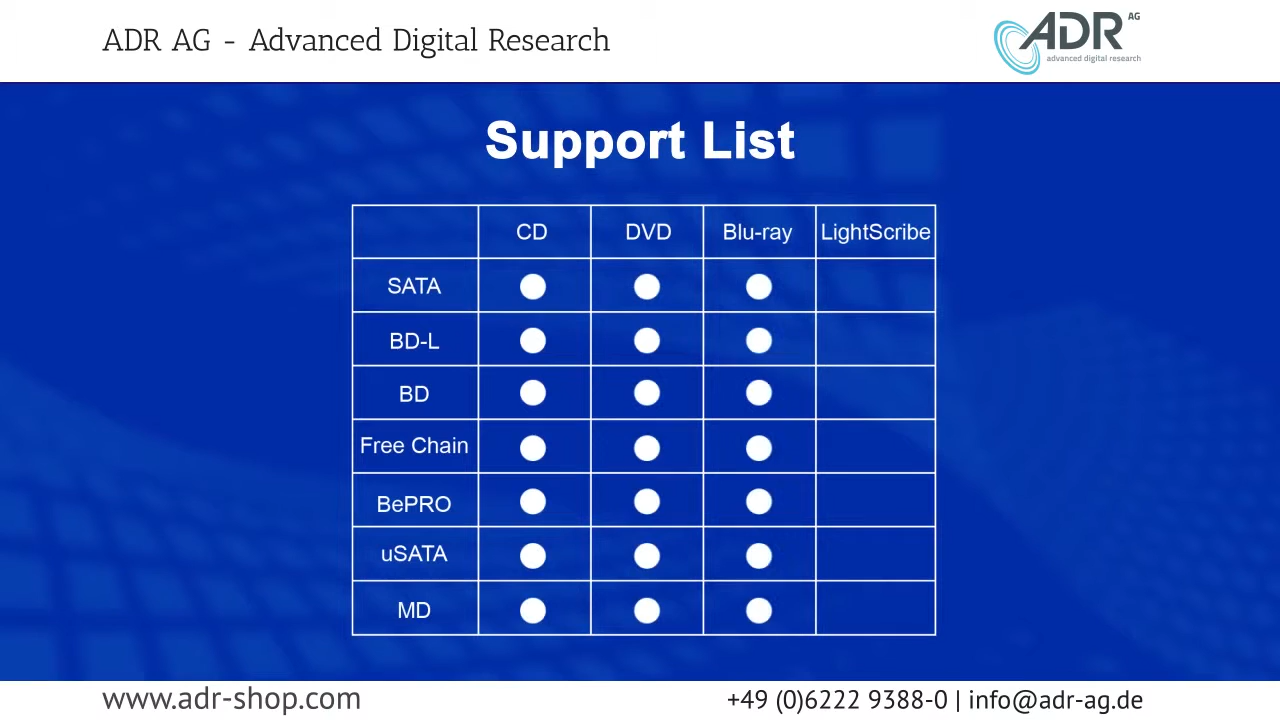 ADR AG - Advanced Digital Research
ADR AG
advanced digital research
Support List
CD DVD Blu-ray LightScribe
SATA
BD-L
BD
Free Chain
BePRO
uSATA
MD
www.adr-shop.com
+49 (0)6222 9388-0 | info@adr-ag.de